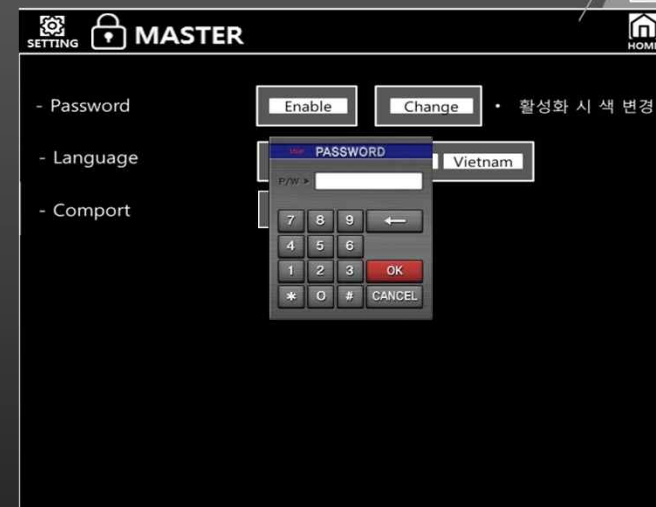 SETTING MASTER HOME
- Password Enable Change • 활성화 시 색 변경
- Language Vietnam
- Comport
PASSWORD
P/W >
7 8 9 ←
4 5 6
1 2 3 OK
* 0 # CANCEL